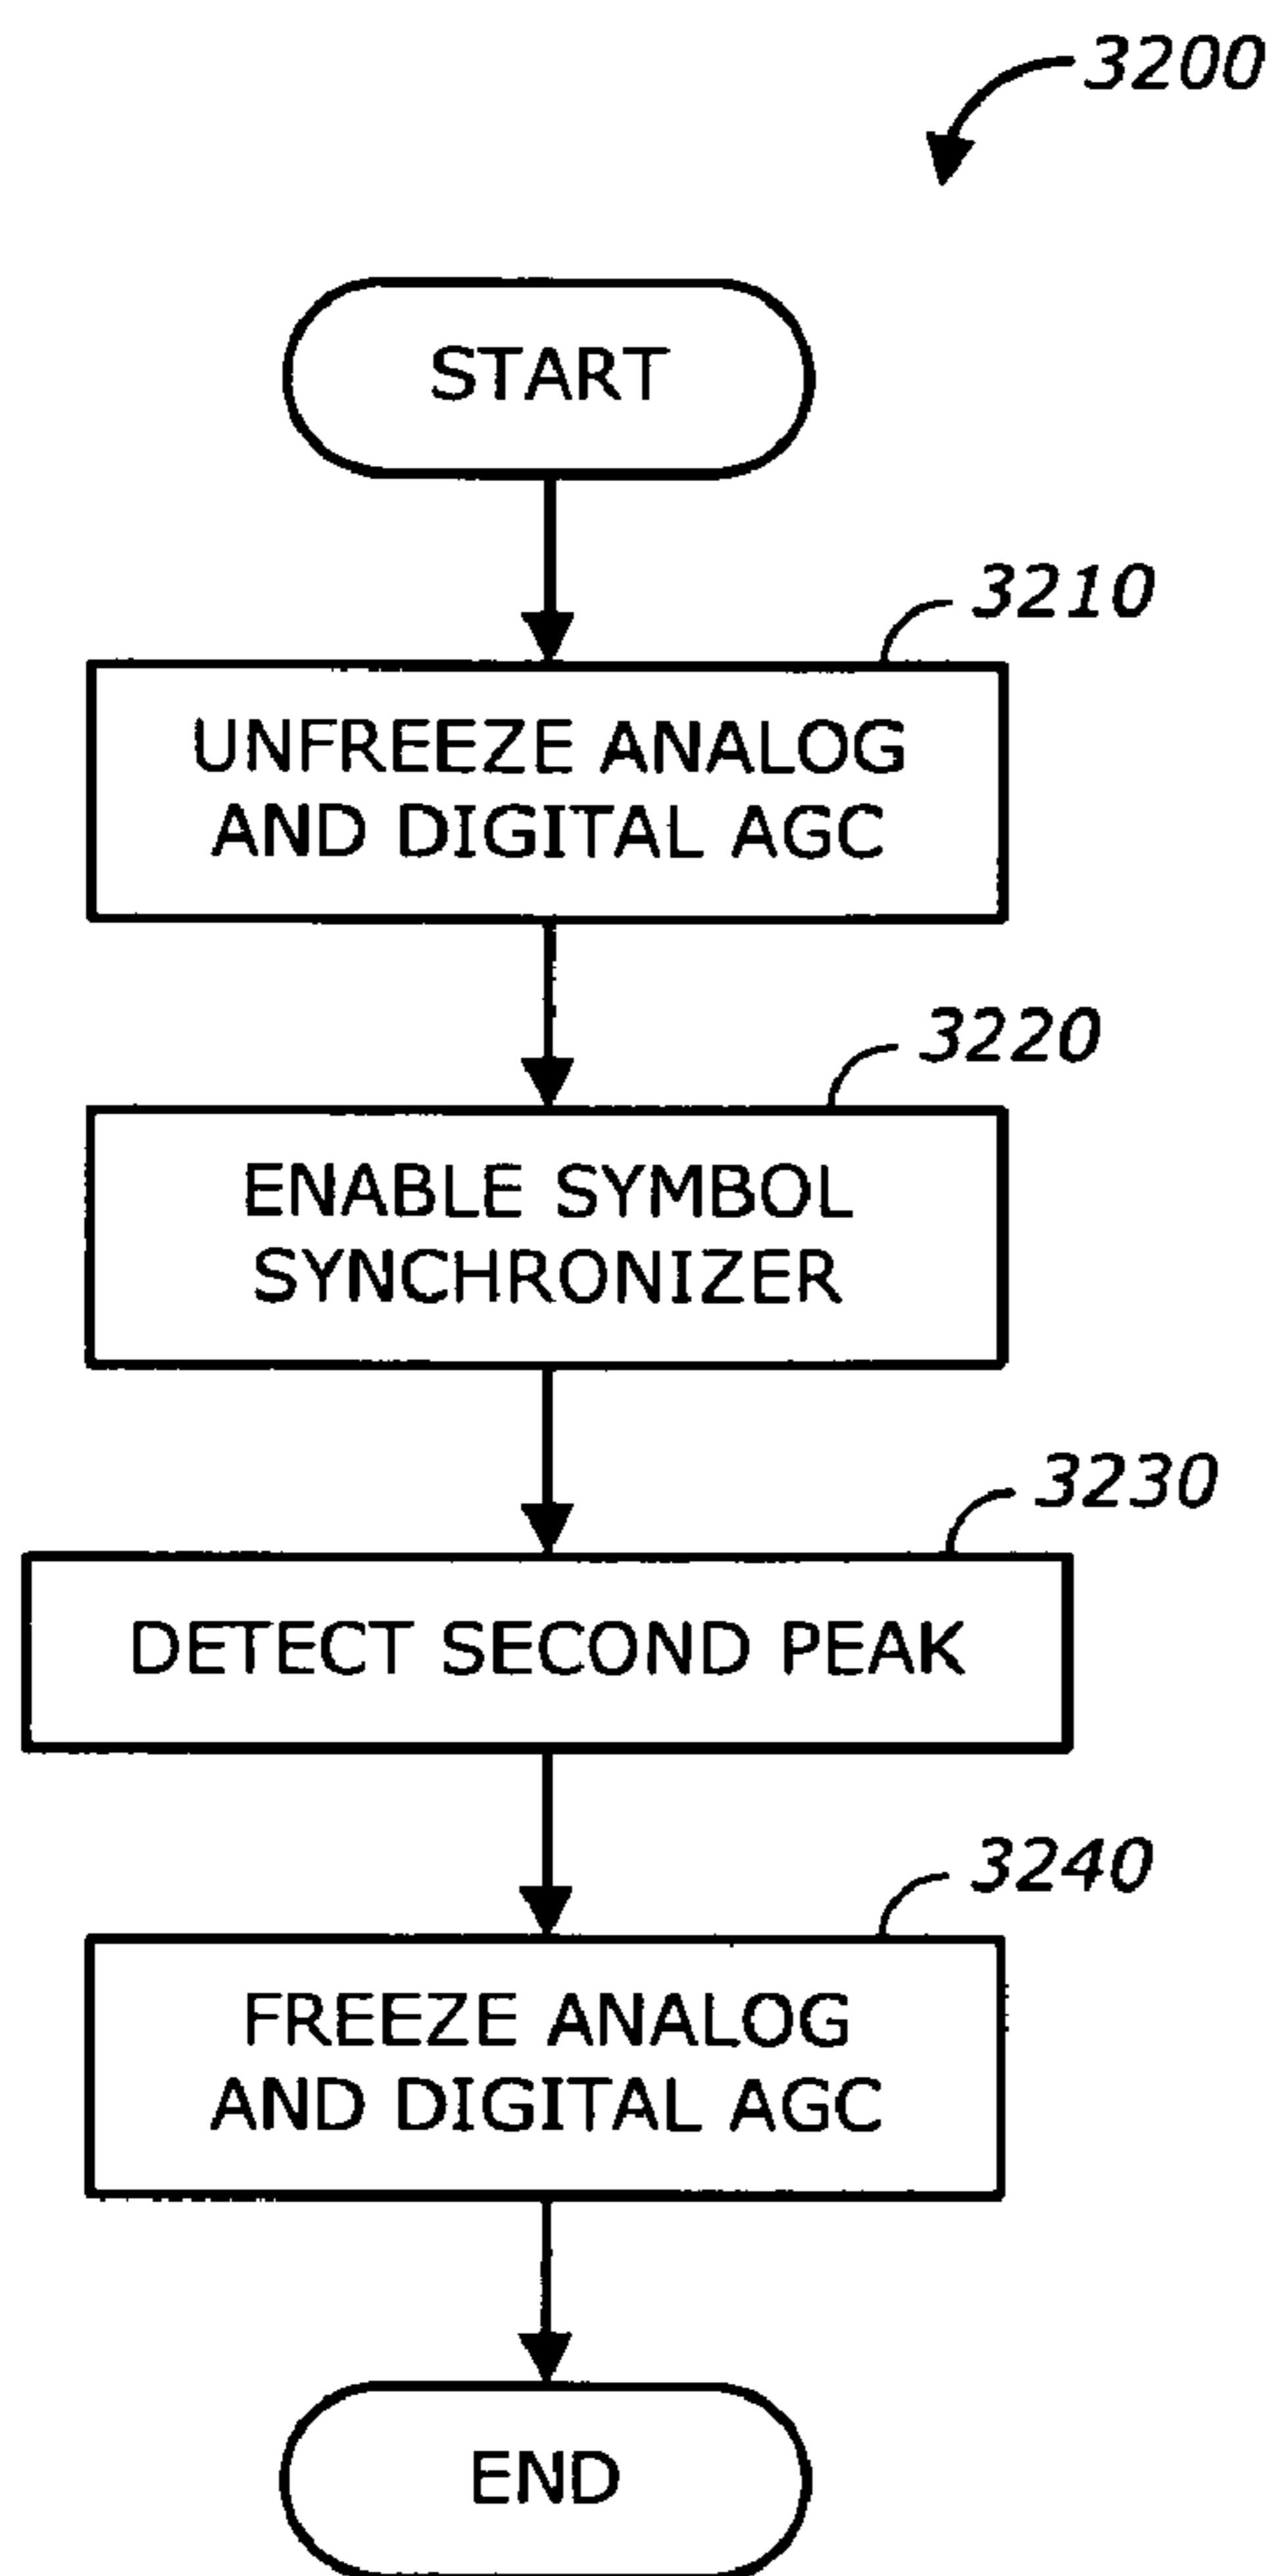 3200
START
3210
UNFREEZE ANALOG
AND DIGITAL AGC
3220
ENABLE SYMBOL
SYNCHRONIZER
3230
DETECT SECOND PEAK
3240
FREEZE ANALOG
AND DIGITAL AGC
END